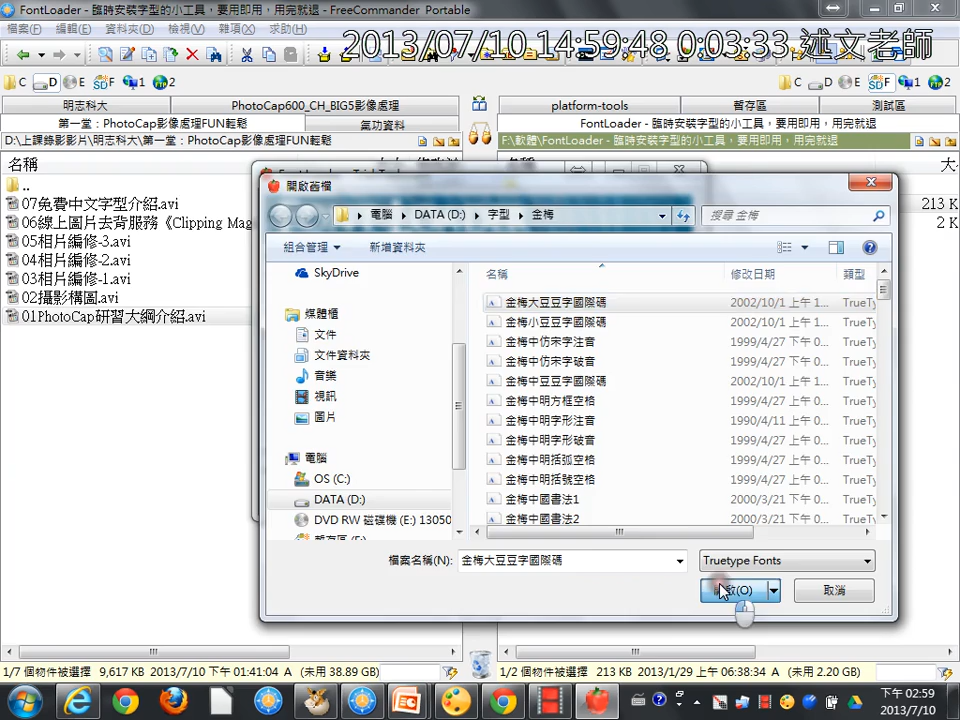 FontLoader - 臨時安裝字型的小工具，要用即用，用完就退 - FreeCommander Portable
檔案(F) 編輯(E) 資料夾(D) 檢視(V) 雜項(X) 求助(H)
2013/07/10 14:59:48 0:03:33 述文老師
C D E F 1 2
C D E F 1 2
明志科大 PhotoCap600_CH_BIG5影像處理
platform-tools 暫存區 測試區
第一堂：PhotoCap影像處理FUN輕鬆 氣功資料
FontLoader - 臨時安裝字型的小工具，要用即用，用完就退
D:\上課錄影影片\明志科大\第一堂：PhotoCap影像處理FUN輕鬆
F:\軟體\FontLoader - 臨時安裝字型的小工具，要用即用，用完就退
名稱
..
07免費中文字型介紹.avi
06線上圖片去背服務《Clipping Mag
05相片編修-3.avi
04相片編修-2.avi
03相片編修-1.avi
02攝影構圖.avi
01PhotoCap研習大綱介紹.avi
213 K
2 K
開啟舊檔
電腦 DATA (D:) 字型 金梅
搜尋 金梅
組合管理 新增資料夾
SkyDrive
媒體櫃
文件
文件資料夾
音樂
視訊
圖片
電腦
OS (C:)
DATA (D:)
DVD RW 磁碟機 (E:) 13050
名稱 修改日期 類型
金梅大豆豆字國際碼 2002/10/1 上午 1... TrueTy
金梅小豆豆字國際碼 2002/10/1 上午 1... TrueTy
金梅中仿宋字注音 1999/4/27 下午 0... TrueTy
金梅中仿宋字破音 1999/4/27 下午 0... TrueTy
金梅中豆豆字國際碼 2002/10/1 上午 1... TrueTy
金梅中明方框空格 1999/4/27 上午 0... TrueTy
金梅中明字形注音 1990/4/11 上午 0... TrueTy
金梅中明字形破音 1999/4/27 上午 0... TrueTy
金梅中明括弧空格 1999/4/27 上午 0... TrueTy
金梅中明括號空格 1999/4/27 上午 0... TrueTy
金梅中國書法1 2000/3/21 下午 0... TrueTy
金梅中國書法2 2000/3/21 下午 0... TrueTy
檔案名稱(N): 金梅大豆豆字國際碼 Truetype Fonts
啟(O) 取消
1/7 個物件被選擇 9,617 KB 2013/7/10 下午 01:41:04 A (未用 38.89 GB)
1/2 個物件被選擇 213 KB 2013/1/29 上午 06:38:34 A (未用 2.20 GB)
下午 02:59
2013/7/10